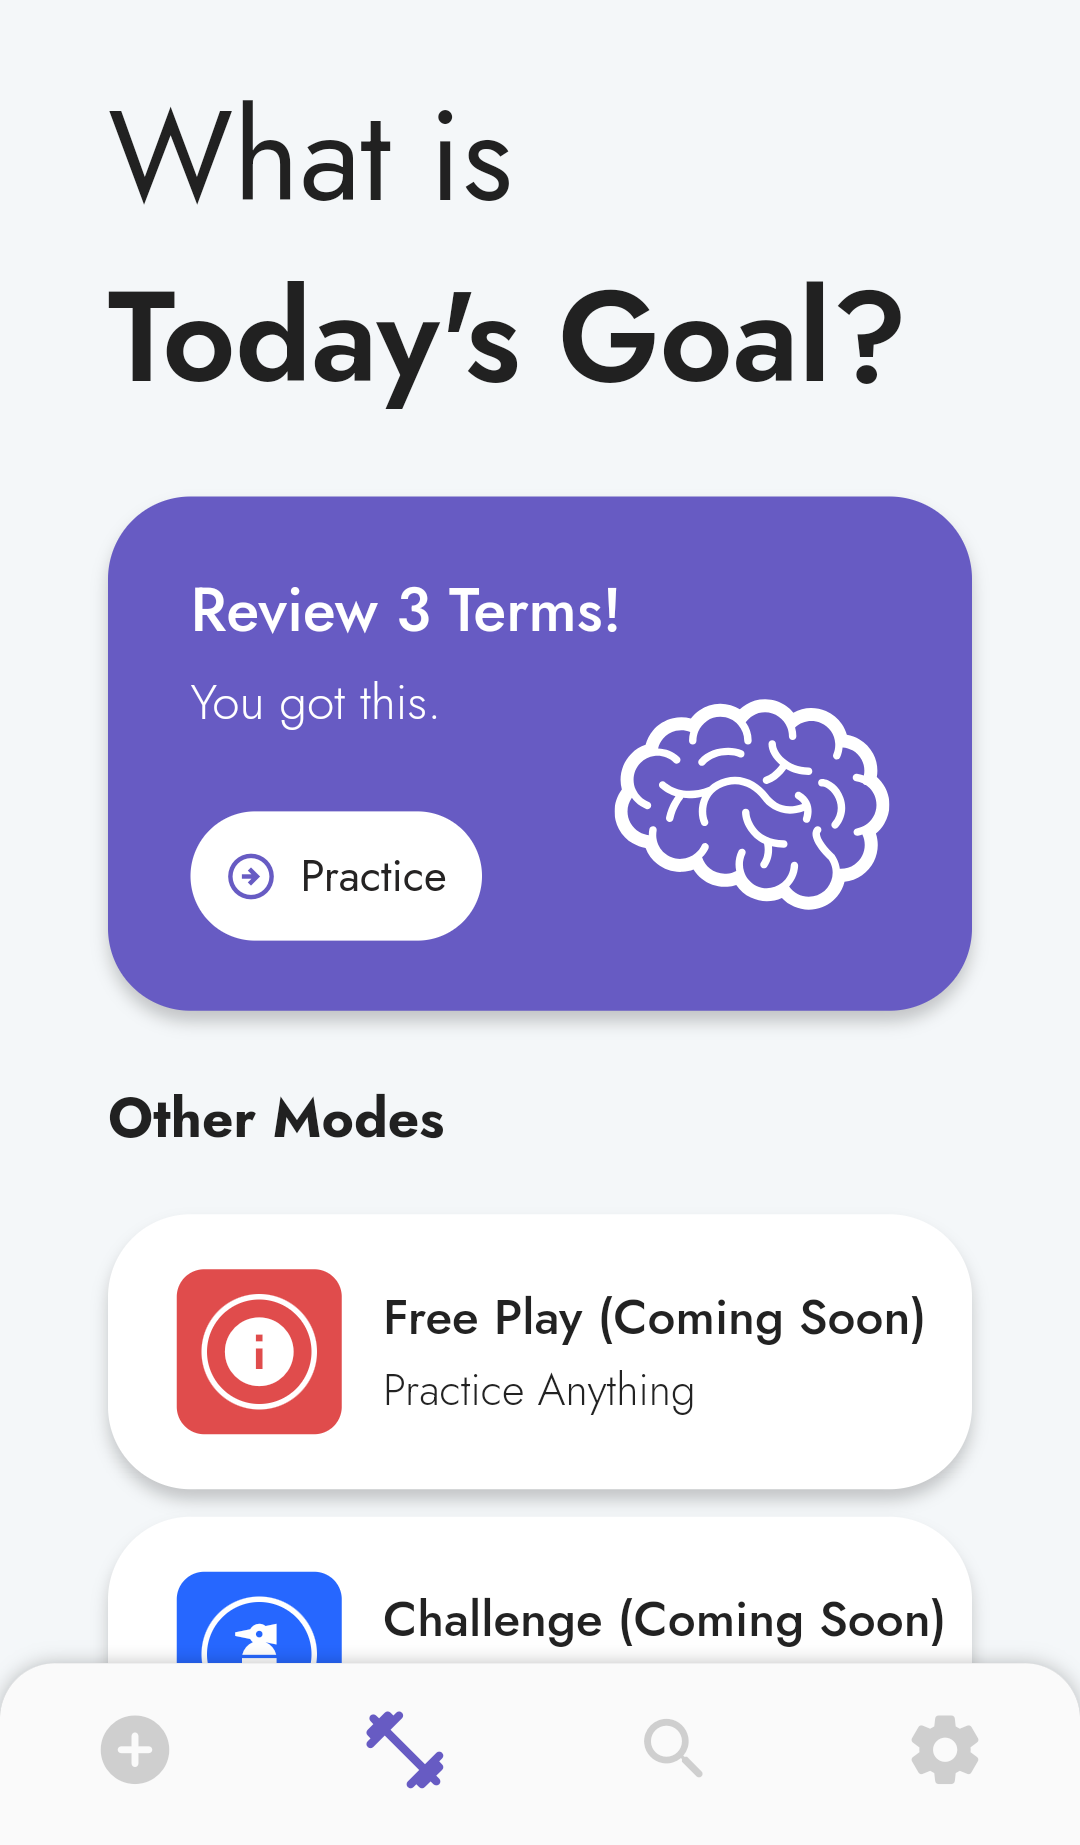 What is
Today's Goal?
Review 3 Terms!
You got this.
Practice
Other Modes
Free Play (Coming Soon)
Practice Anything
Challenge (Coming Soon)